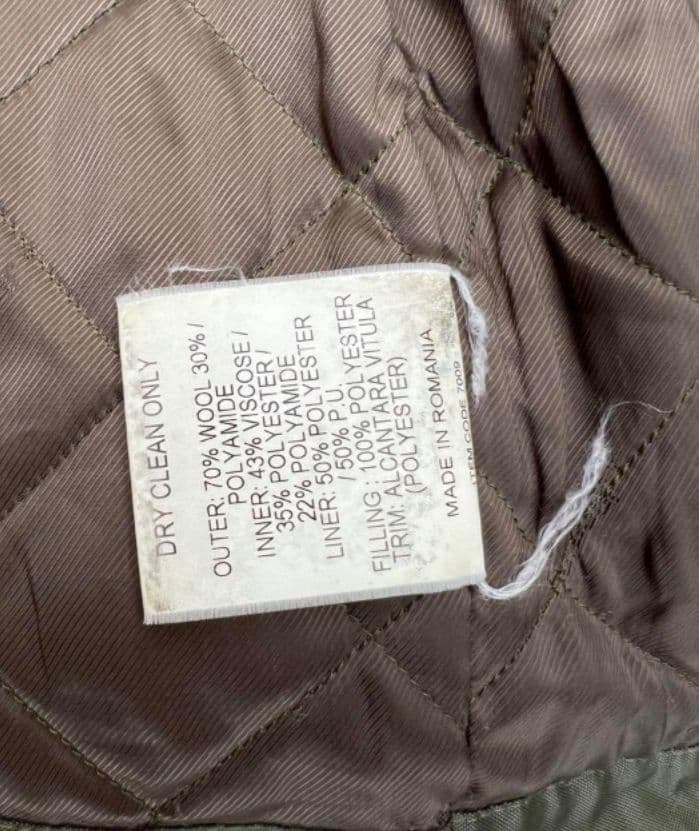 DRY CLEAN ONLY
OUTER: 70% WOOL 30% /
POLYAMIDE
INNER: 43% VISCOSE /
35% POLYESTER /
22% POLYAMIDE
LINER: 50% POLYESTER
/ 50% P.U.
FILLING : 100% POLYESTER
TRIM: ALCANTARA VITULA
(POLYESTER)
MADE IN ROMANIA
ITEM CODE 7009